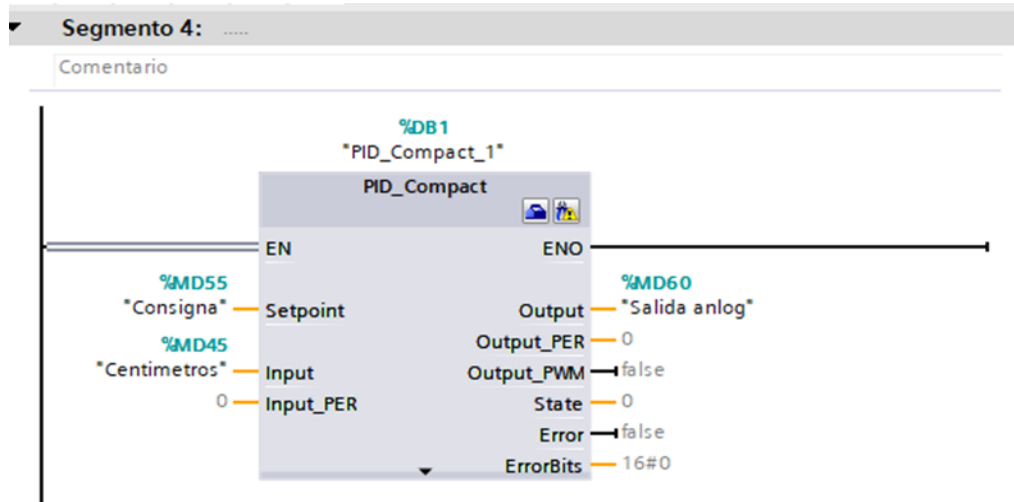 Segmento 4: .....
Comentario
%DB1
"PID_Compact_1"
PID_Compact
EN ENO
%MD55 %MD60
"Consigna" Setpoint Output "Salida anlog"
%MD45 Output_PER 0
"Centimetros" Input Output_PWM false
0 Input_PER State 0
Error false
ErrorBits 16#0